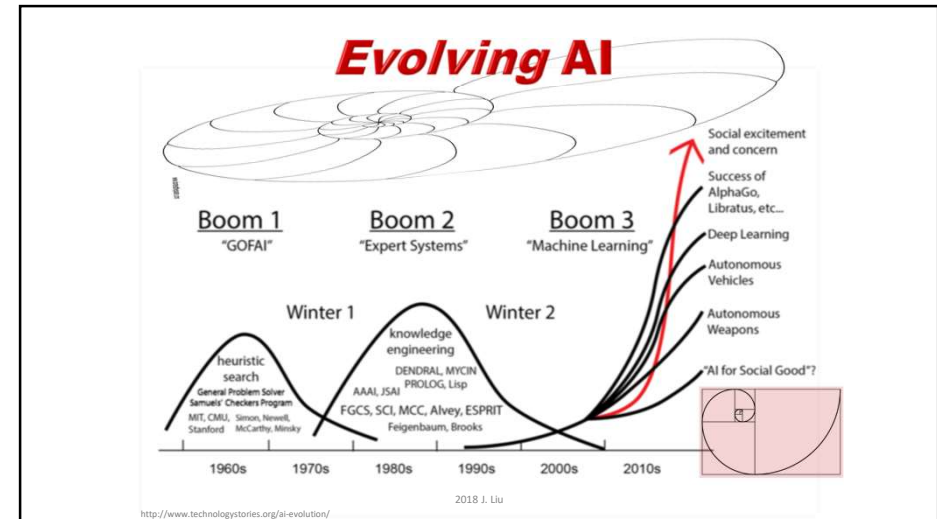 Evolving AI
Social excitement
and concern
Success of
AlphaGo,
Libratus, etc...
Deep Learning
Autonomous
Vehicles
Autonomous
Weapons
"AI for Social Good"?
Boom 1
"GOFAI"
Boom 2
"Expert Systems"
Boom 3
"Machine Learning"
Winter 1
Winter 2
heuristic
search
General Problem Solver
Samuels' Checkers Program
MIT, CMU,
Stanford
Simon, Newell,
McCarthy, Minsky
knowledge
engineering
DENDRAL, MYCIN
PROLOG, Lisp
AAAI, JSAI
FGCS, SCI, MCC, Alvey, ESPRIT
Feigenbaum, Brooks
1960s 1970s 1980s 1990s 2000s 2010s
2018 J. Liu
http://www.technologystories.org/ai-evolution/